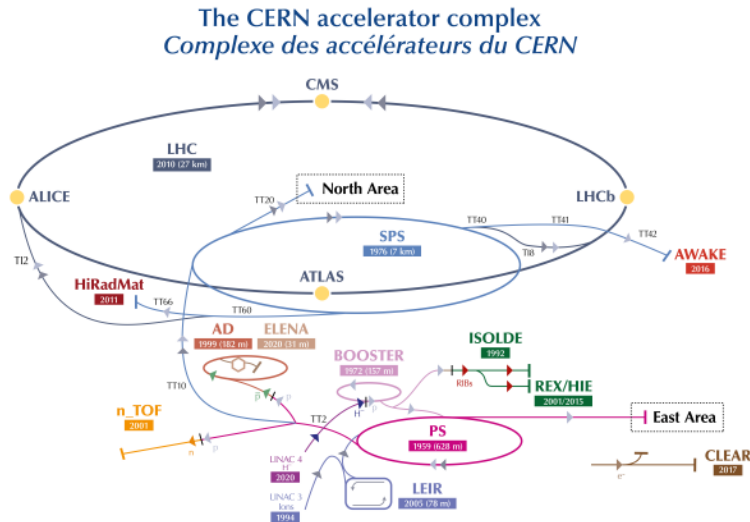 The CERN accelerator complex
Complexe des accélérateurs du CERN
CMS
LHC
2010 (27 km)
North Area
TT20
ALICE
LHCb
TT40
TT41
TT42
SPS
1976 (7 km)
TI8
TI2
AWAKE
2016
ATLAS
HiRadMat
2011
TT66
TT60
AD
1999 (182 m)
ELENA
2020 (31 m)
ISOLDE
1992
BOOSTER
1972 (157 m)
RIBs
REX/HIE
2001/2015
TT10
p
p
H⁻
p
n_TOF
2001
TT2
East Area
PS
1959 (628 m)
n
p
LINAC 4
H⁻
2020
CLEAR
2017
e⁻
LINAC 3
Ions
1994
LEIR
2005 (78 m)